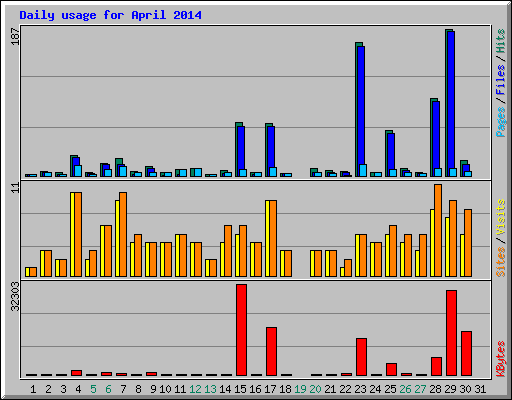 Daily usage for April 2014
187
Pages / Files / Hits
11
Sites / Visits
32303
KBytes
1 2 3 4 5 6 7 8 9 10 11 12 13 14 15 16 17 18 19 20 21 22 23 24 25 26 27 28 29 30 31